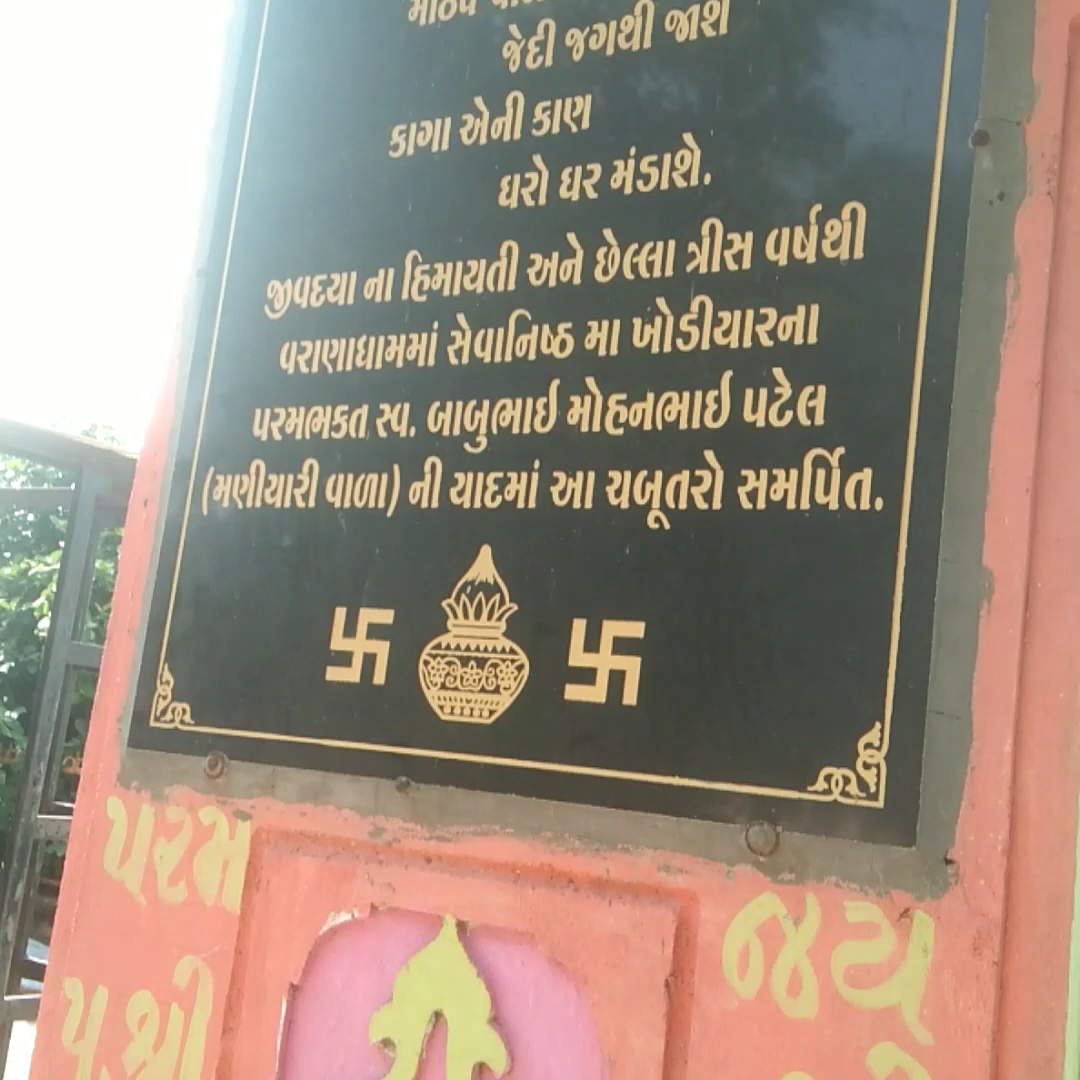 જેદી જગથી જાશે
કાગા એની કાણ
ઘરો ઘર મંડાશે.
જીવદયા ના હિમાયતી અને છેલ્લા ત્રીસ વર્ષથી
વરાણાધામમાં સેવાનિષ્ઠ મા ખોડીયારના
પરમભકત સ્વ. બાબુભાઈ મોહનભાઈ પટેલ
(મણીયારી વાળા) ની યાદમાં આ ચબૂતરો સમર્પિત.
પરમ
જય
પ.શ્રી